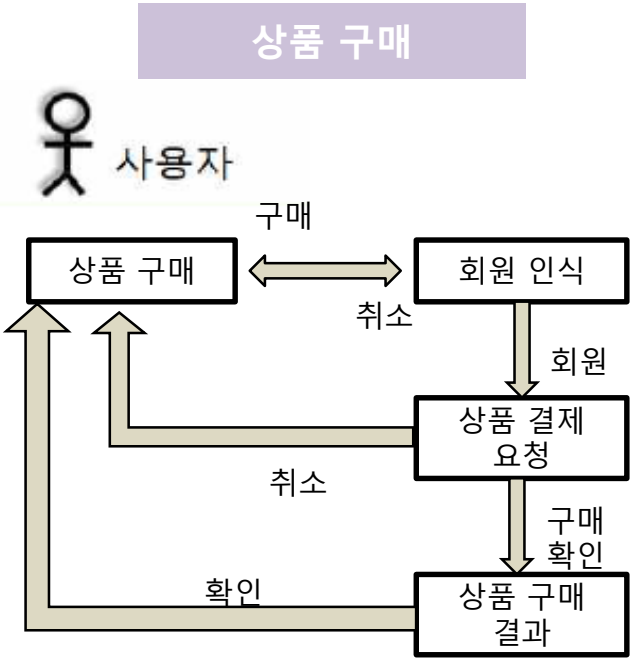 상품 구매
사용자
구매
상품 구매
회원 인식
취소
회원
상품 결제
요청
취소
구매
확인
확인
상품 구매
결과